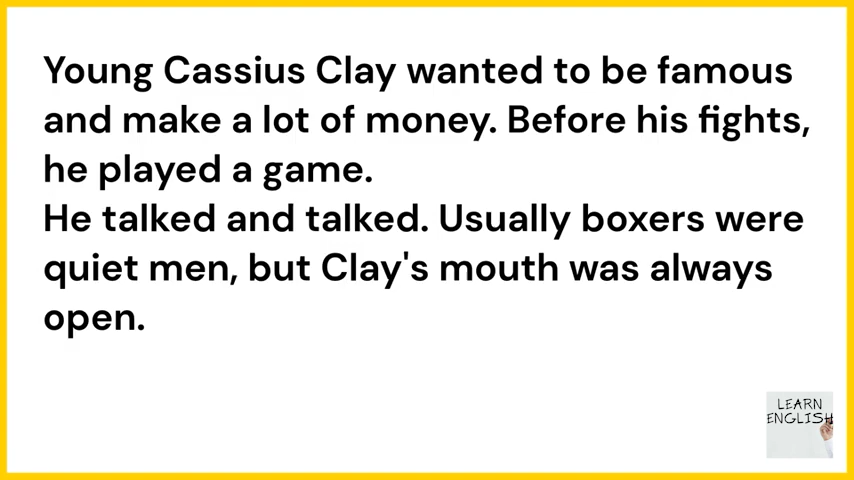 Young Cassius Clay wanted to be famous
and make a lot of money. Before his fights,
he played a game.
He talked and talked. Usually boxers were
quiet men, but Clay's mouth was always
open.
LEARN
ENGLISH